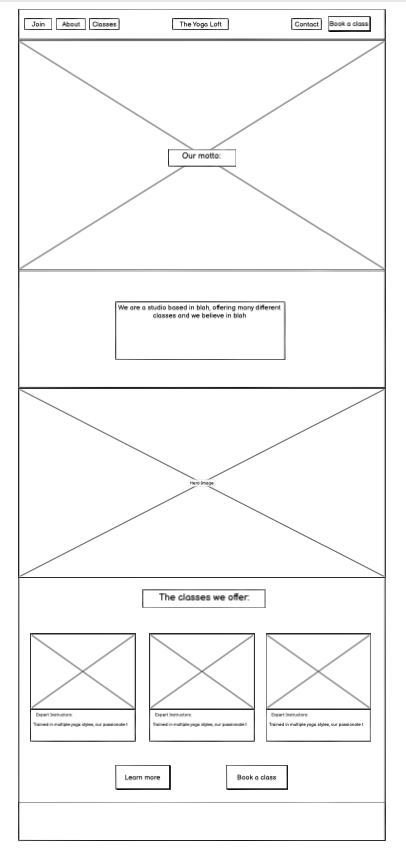 Join About Classes The Yoga Loft Contact Book a class
Our motto:
We are a studio based in blah, offering many different
classes and we believe in blah
Hero Image
The classes we offer:
Expert Instructors:
Trained in multiple yoga styles, our passionate t
Expert Instructors:
Trained in multiple yoga styles, our passionate t
Expert Instructors:
Trained in multiple yoga styles, our passionate t
Learn more
Book a class